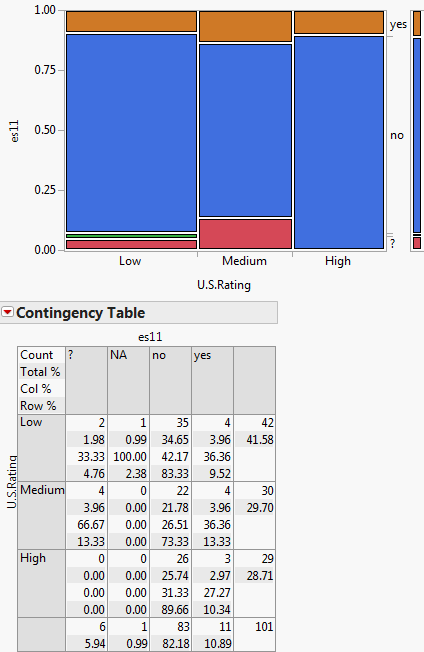 1.00
yes
0.75
es11
0.50
no
0.25
?
0.00
Low Medium High
U.S.Rating
Contingency Table
es11
Count ? NA no yes
Total %
Col %
Row %
U.S.Rating
Low 2 1 35 4 42
1.98 0.99 34.65 3.96 41.58
33.33 100.00 42.17 36.36
4.76 2.38 83.33 9.52
Medium 4 0 22 4 30
3.96 0.00 21.78 3.96 29.70
66.67 0.00 26.51 36.36
13.33 0.00 73.33 13.33
High 0 0 26 3 29
0.00 0.00 25.74 2.97 28.71
0.00 0.00 31.33 27.27
0.00 0.00 89.66 10.34
6 1 83 11 101
5.94 0.99 82.18 10.89